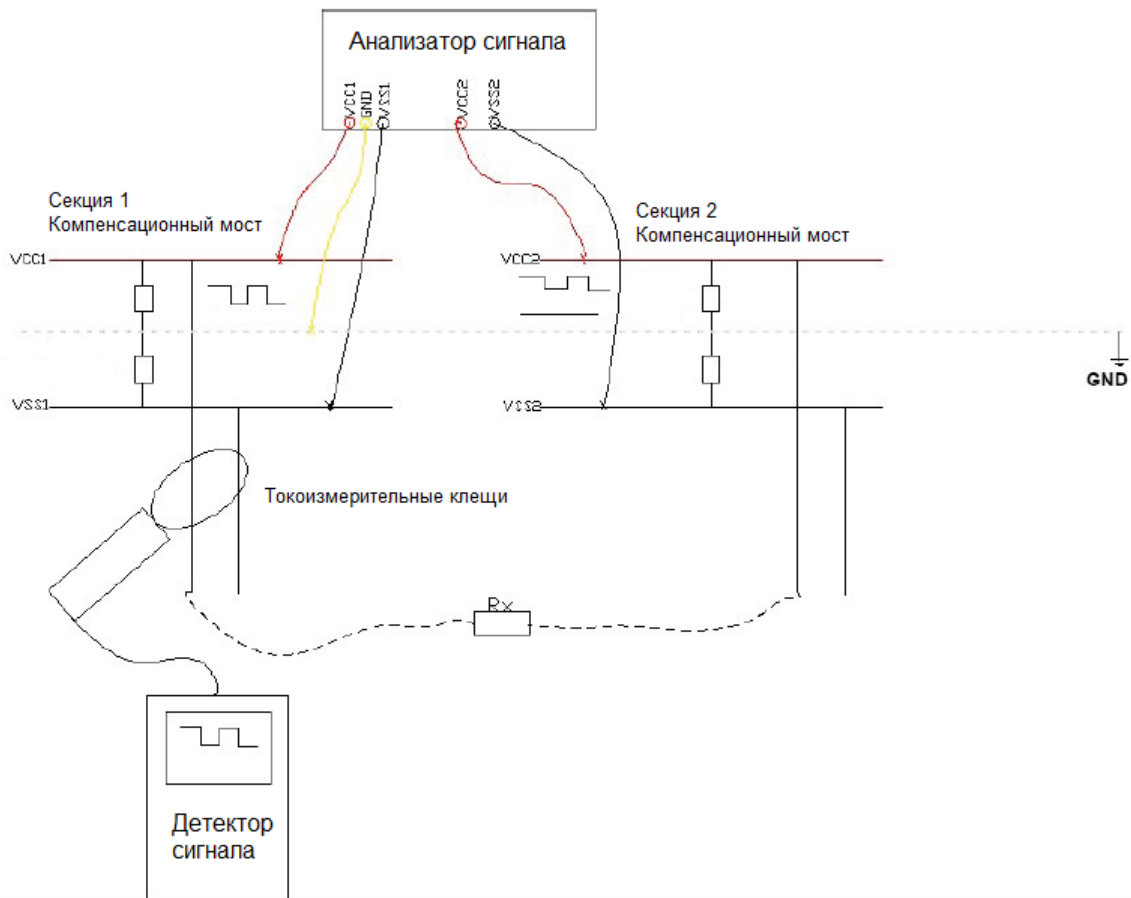 Анализатор сигнала
VCC1
GND
VSS1
VCC2
VSS2
Секция 1
Компенсационный мост
Секция 2
Компенсационный мост
VCC1
VCC2
GND
VSS1
VSS2
Токоизмерительные клещи
Rx
Детектор
сигнала